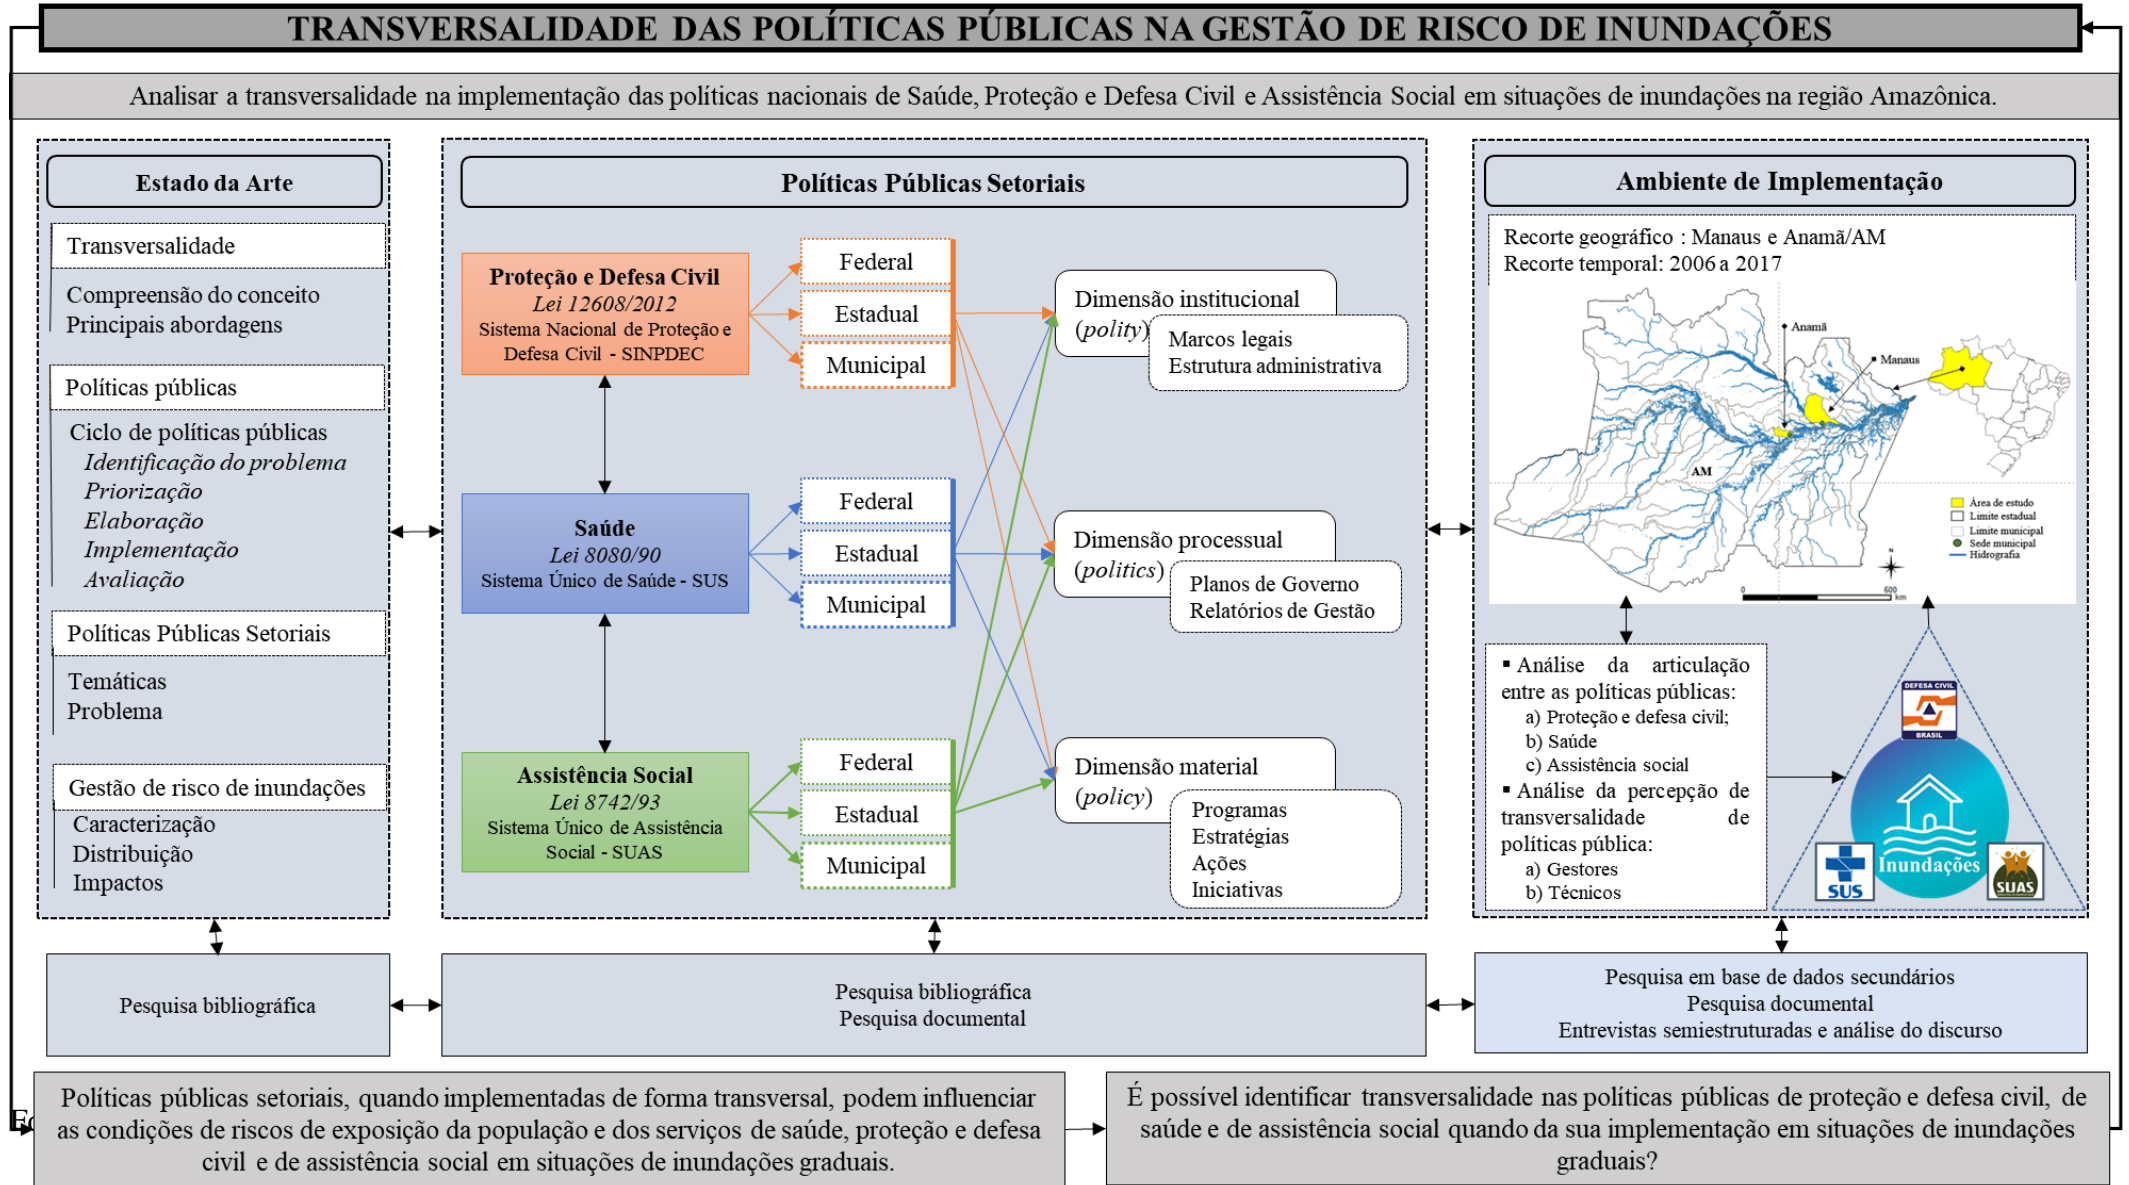 TRANSVERSALIDADE DAS POLÍTICAS PÚBLICAS NA GESTÃO DE RISCO DE INUNDAÇÕES
Analisar a transversalidade na implementação das políticas nacionais de Saúde, Proteção e Defesa Civil e Assistência Social em situações de inundações na região Amazônica.
Estado da Arte
Transversalidade
Compreensão do conceito
Principais abordagens
Políticas públicas
Ciclo de políticas públicas
Identificação do problema
Priorização
Elaboração
Implementação
Avaliação
Políticas Públicas Setoriais
Temáticas
Problema
Gestão de risco de inundações
Caracterização
Distribuição
Impactos
Políticas Públicas Setoriais
Proteção e Defesa Civil
Lei 12608/2012
Sistema Nacional de Proteção e
Defesa Civil - SINPDEC
Federal
Estadual
Municipal
Saúde
Lei 8080/90
Sistema Único de Saúde - SUS
Federal
Estadual
Municipal
Assistência Social
Lei 8742/93
Sistema Único de Assistência
Social - SUAS
Federal
Estadual
Municipal
Dimensão institucional
(polity)
Marcos legais
Estrutura administrativa
Dimensão processual
(politics)
Planos de Governo
Relatórios de Gestão
Dimensão material
(policy)
Programas
Estratégias
Ações
Iniciativas
Ambiente de Implementação
Recorte geográfico : Manaus e Anamã/AM
Recorte temporal: 2006 a 2017
Anamã
Manaus
AM
Área de estudo
Limite estadual
Limite municipal
Sede municipal
Hidrografia
N
0
600
km
▪ Análise da articulação
entre as políticas públicas:
a) Proteção e defesa civil;
b) Saúde
c) Assistência social
▪ Análise da percepção de
transversalidade de
políticas pública:
a) Gestores
b) Técnicos
DEFESA CIVIL
BRASIL
Inundações
SUS
SUAS
Pesquisa bibliográfica
Pesquisa bibliográfica
Pesquisa documental
Pesquisa em base de dados secundários
Pesquisa documental
Entrevistas semiestruturadas e análise do discurso
Políticas públicas setoriais, quando implementadas de forma transversal, podem influenciar
as condições de riscos de exposição da população e dos serviços de saúde, proteção e defesa
civil e de assistência social em situações de inundações graduais.
É possível identificar transversalidade nas políticas públicas de proteção e defesa civil, de
saúde e de assistência social quando da sua implementação em situações de inundações
graduais?